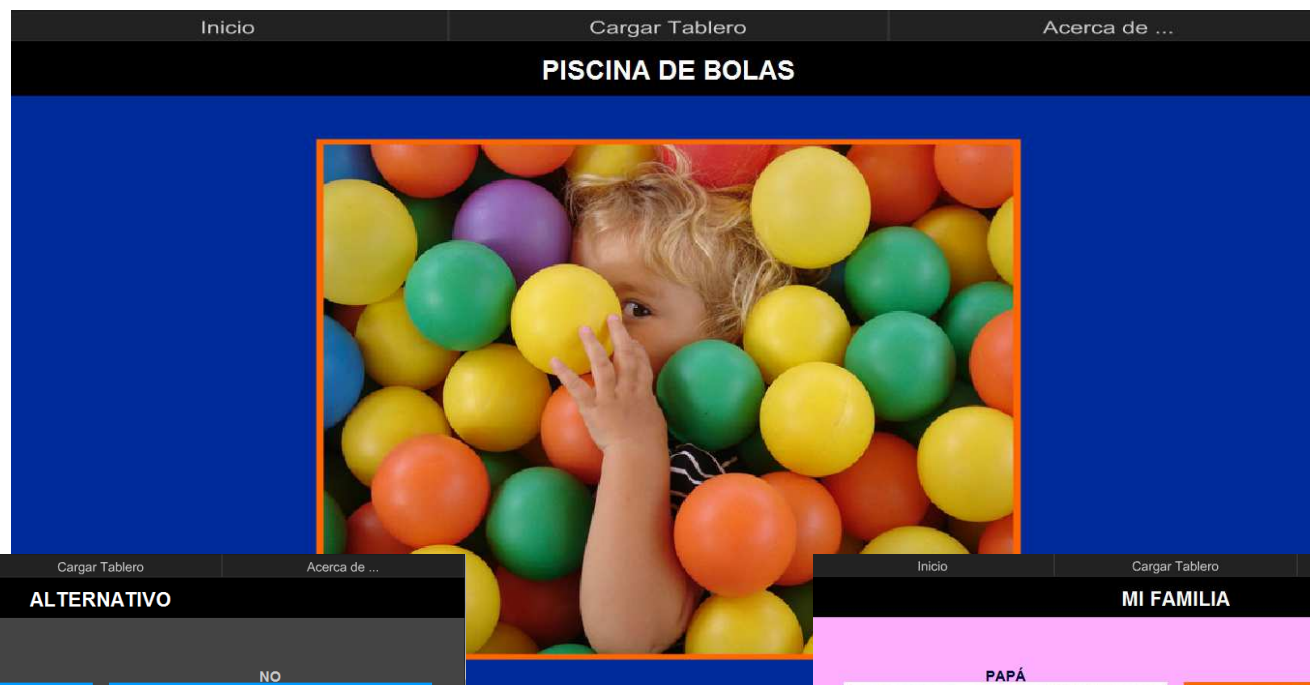 Inicio Cargar Tablero Acerca de ...
PISCINA DE BOLAS
Cargar Tablero Acerca de ...
ALTERNATIVO
NO
Inicio Cargar Tablero
MI FAMILIA
PAPÁ